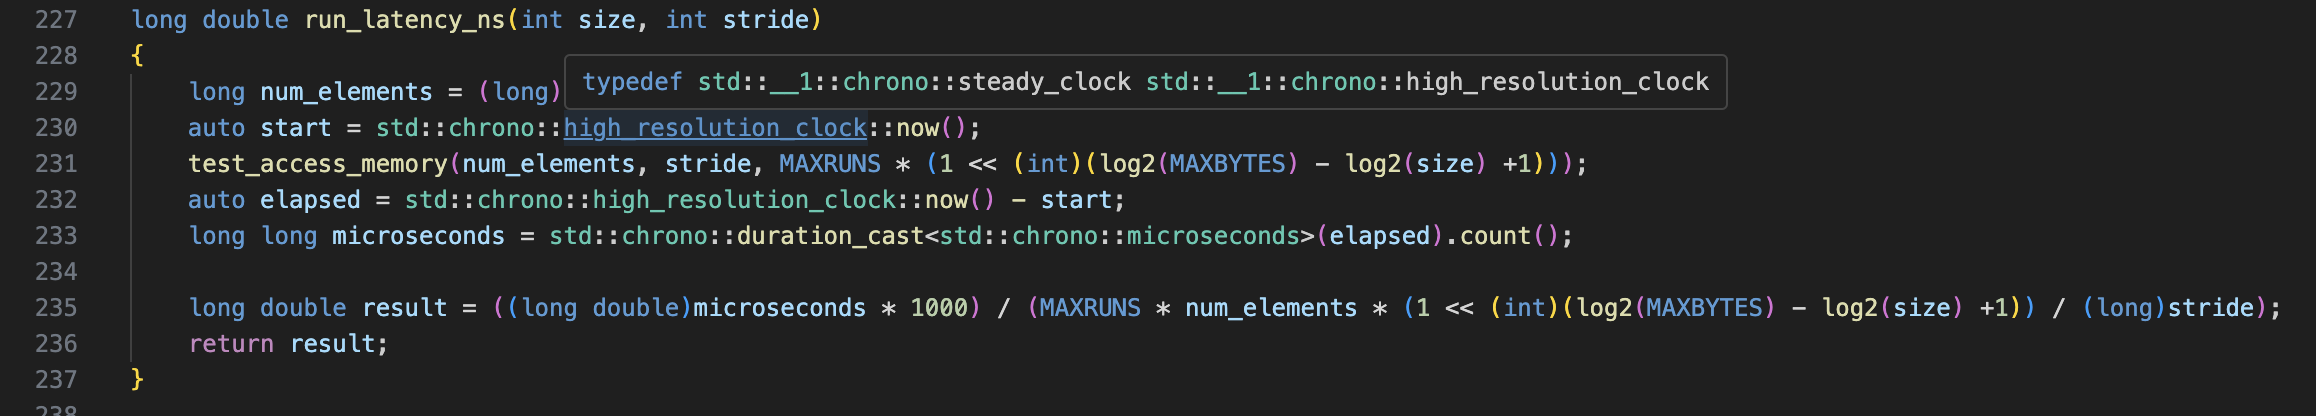 227 long double run_latency_ns(int size, int stride)
228 {
typedef std::__1::chrono::steady_clock std::__1::chrono::high_resolution_clock
229 long num_elements = (long)
230 auto start = std::chrono::high_resolution_clock::now();
231 test_access_memory(num_elements, stride, MAXRUNS * (1 << (int)(log2(MAXBYTES) - log2(size) +1)));
232 auto elapsed = std::chrono::high_resolution_clock::now() - start;
233 long long microseconds = std::chrono::duration_cast<std::chrono::microseconds>(elapsed).count();
234
235 long double result = ((long double)microseconds * 1000) / (MAXRUNS * num_elements * (1 << (int)(log2(MAXBYTES) - log2(size) +1)) / (long)stride);
236 return result;
237 }
238